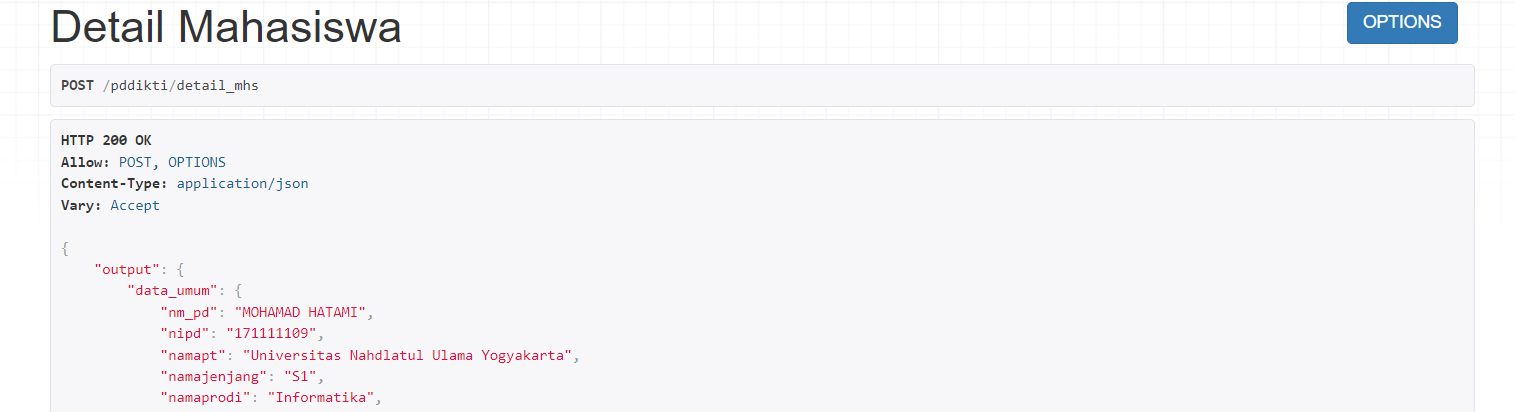 Detail Mahasiswa
OPTIONS
POST /pddikti/detail_mhs
HTTP 200 OK
Allow: POST, OPTIONS
Content-Type: application/json
Vary: Accept
{
"output": {
"data_umum": {
"nm_pd": "MOHAMAD HATAMI",
"nipd": "171111109",
"namapt": "Universitas Nahdlatul Ulama Yogyakarta",
"namajenjang": "S1",
"namaprodi": "Informatika",